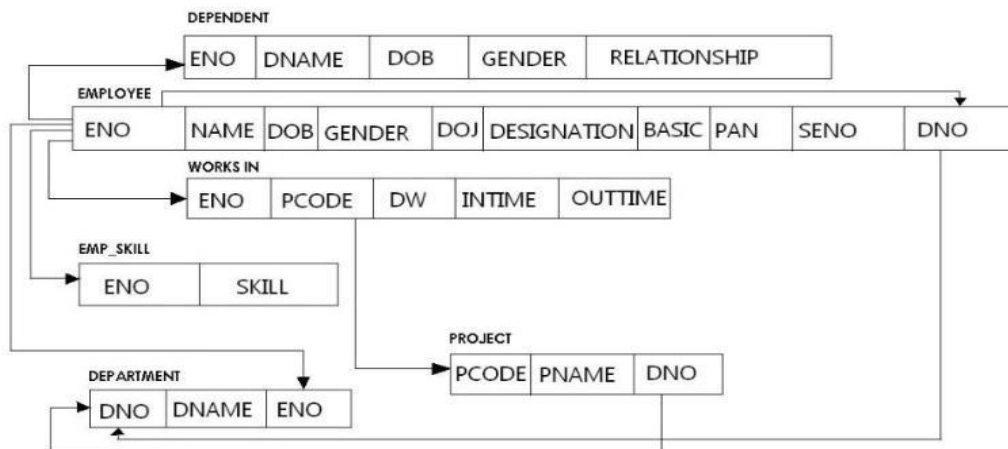 DEPENDENT
ENO DNAME DOB GENDER RELATIONSHIP
EMPLOYEE
ENO NAME DOB GENDER DOJ DESIGNATION BASIC PAN SENO DNO
WORKS IN
ENO PCODE DW INTIME OUTTIME
EMP_SKILL
ENO SKILL
PROJECT
PCODE PNAME DNO
DEPARTMENT
DNO DNAME ENO